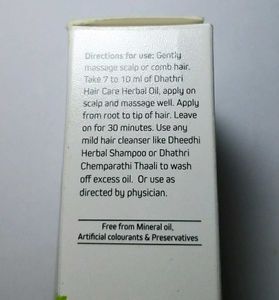 Directions for use: Gently
massage scalp or comb hair.
Take 7 to 10 ml of Dhathri
Hair Care Herbal Oil, apply
on scalp and massage well. Apply
from root to tip of hair. Leave
on for 30 minutes. Use any
mild hair cleanser like Dheedhi
Herbal Shampoo or Dhathri
Chemparathi Thaali to wash
off excess oil. Or use as
directed by physician.
Free from Mineral oil,
Artificial colourants & Preservatives